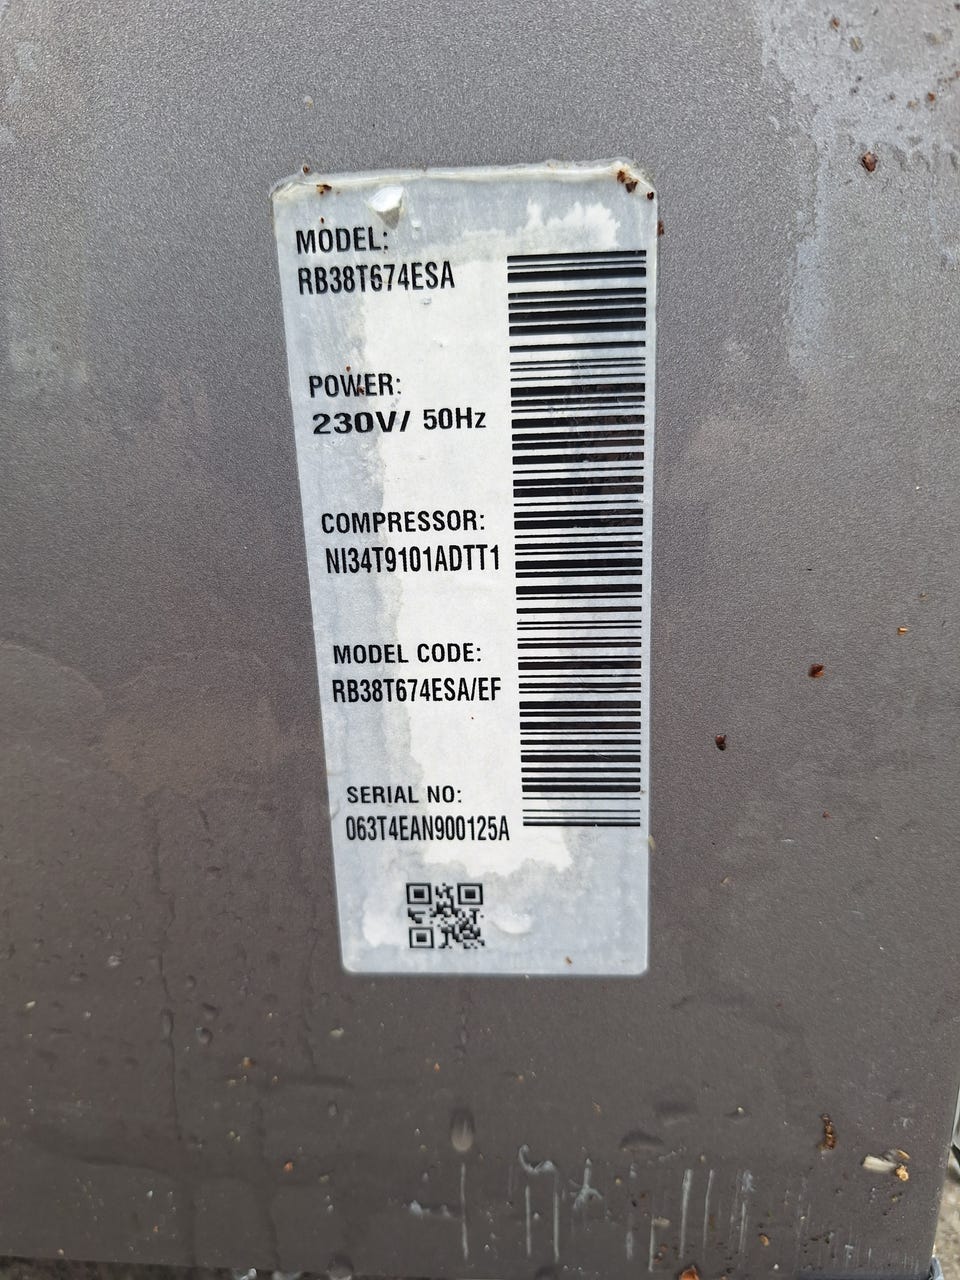 MODEL:
RB38T674ESA
POWER:
230V/ 50Hz
COMPRESSOR:
NI34T9101ADTT1
MODEL CODE:
RB38T674ESA/EF
SERIAL NO:
063T4EAN900125A